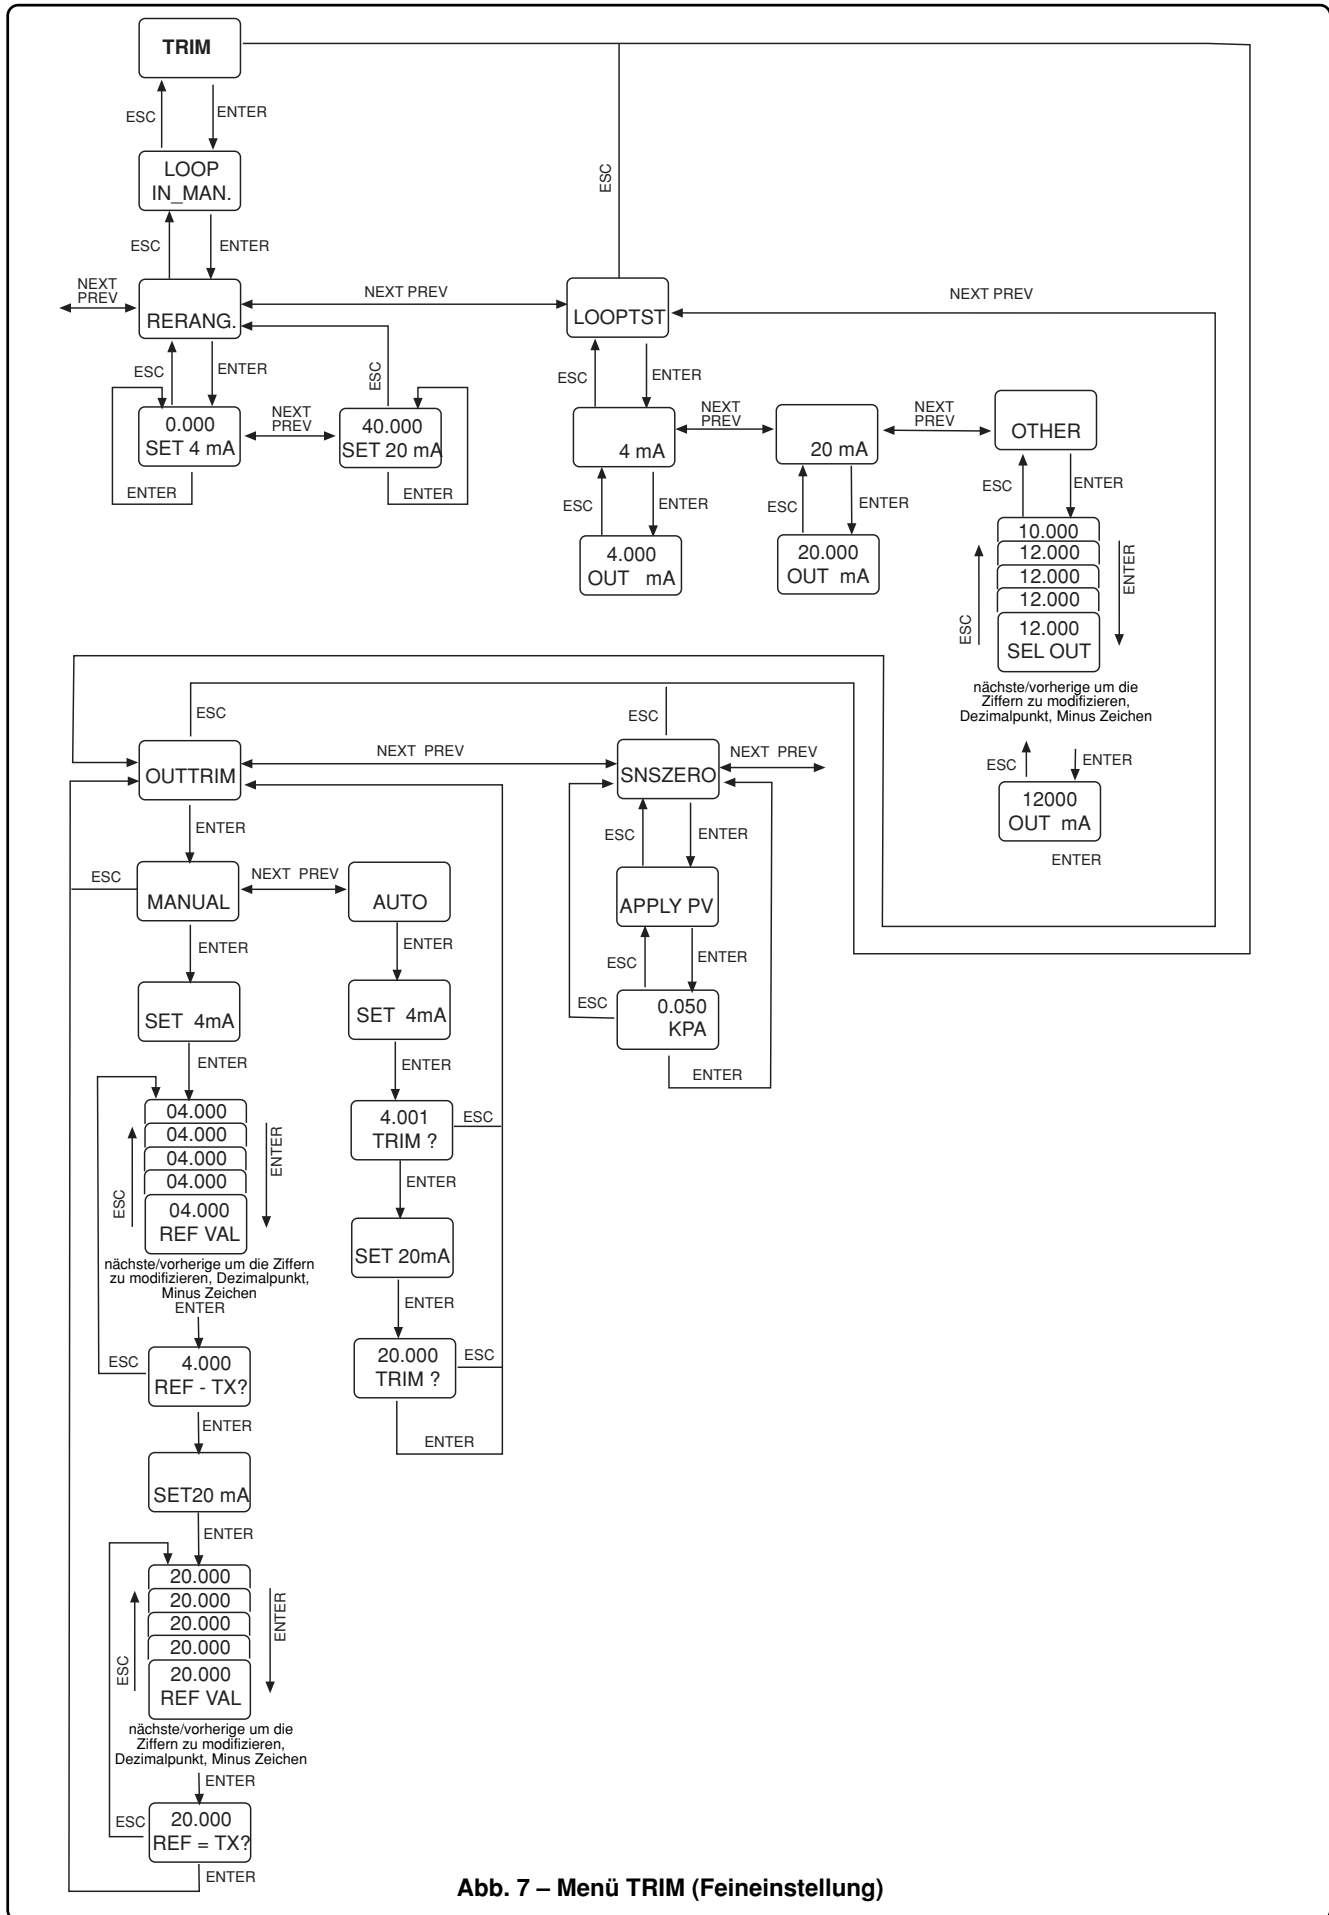 TRIM
ESC
ENTER
LOOP
IN_MAN.
ESC
ESC
ENTER
NEXT
PREV
RERANG.
NEXT PREV
LOOPTST
NEXT PREV
ESC
ENTER
ESC
0.000
SET 4 mA
NEXT
PREV
40.000
SET 20 mA
ENTER
ENTER
ESC
ENTER
4 mA
NEXT
PREV
20 mA
NEXT
PREV
OTHER
ESC
ENTER
4.000
OUT mA
ESC
ENTER
20.000
OUT mA
ESC
ENTER
10.000
12.000
12.000
12.000
12.000
SEL OUT
ESC
ENTER
nächste/vorherige um die
Ziffern zu modifizieren,
Dezimalpunkt, Minus Zeichen
ESC
ENTER
12000
OUT mA
ENTER
ESC
ESC
OUTTRIM
NEXT PREV
SNSZERO
NEXT PREV
ENTER
ESC
ENTER
ESC
MANUAL
NEXT PREV
AUTO
APPLY PV
ENTER
ENTER
ESC
ENTER
SET 4mA
SET 4mA
ESC
0.050
KPA
ENTER
ENTER
ENTER
04.000
04.000
04.000
04.000
04.000
REF VAL
ESC
ENTER
4.001
TRIM ?
ESC
ENTER
SET 20mA
nächste/vorherige um die Ziffern
zu modifizieren, Dezimalpunkt,
Minus Zeichen
ENTER
ENTER
ESC
4.000
REF - TX?
20.000
TRIM ?
ESC
ENTER
ENTER
SET20 mA
ENTER
20.000
20.000
20.000
20.000
20.000
REF VAL
ESC
ENTER
nächste/vorherige um die
Ziffern zu modifizieren,
Dezimalpunkt, Minus Zeichen
ENTER
ESC
20.000
REF = TX?
ENTER
Abb. 7 – Menü TRIM (Feineinstellung)